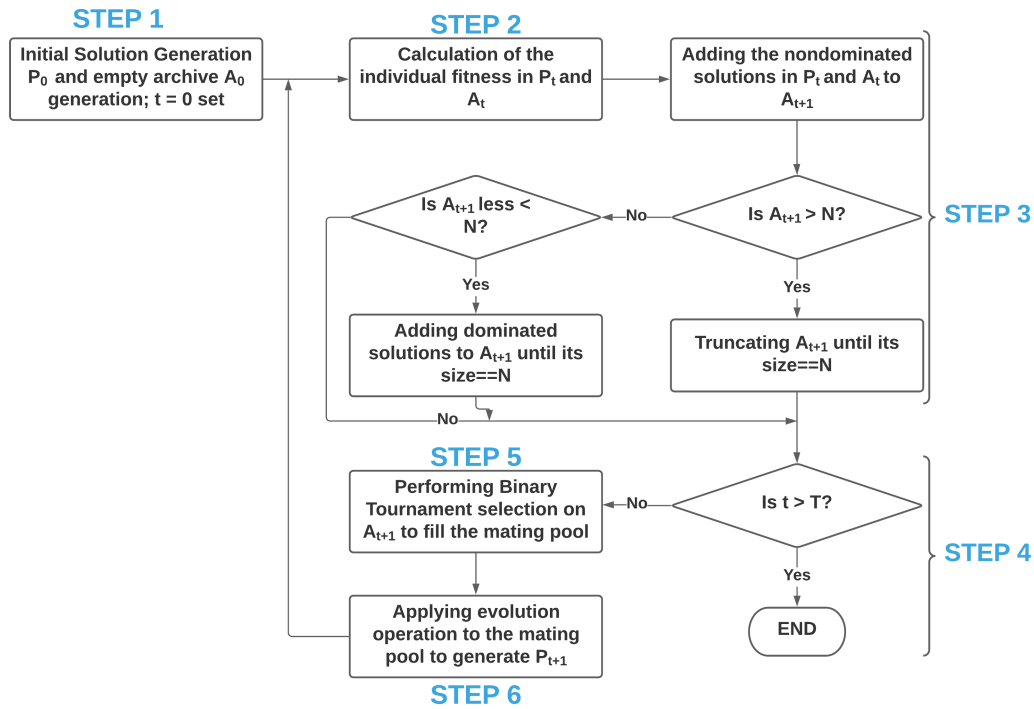 STEP 1
Initial Solution Generation
P₀ and empty archive A₀
generation; t = 0 set
STEP 2
Calculation of the
individual fitness in Pₜ and
Aₜ
Adding the nondominated
solutions in Pₜ and Aₜ to
Aₜ₊₁
Is Aₜ₊₁ > N?
No
Is Aₜ₊₁ less <
N?
STEP 3
Yes
Yes
Adding dominated
solutions to Aₜ₊₁ until its
size==N
Truncating Aₜ₊₁ until its
size==N
No
Is t > T?
STEP 4
No
Yes
END
STEP 5
Performing Binary
Tournament selection on
Aₜ₊₁ to fill the mating pool
Applying evolution
operation to the mating
pool to generate Pₜ₊₁
STEP 6